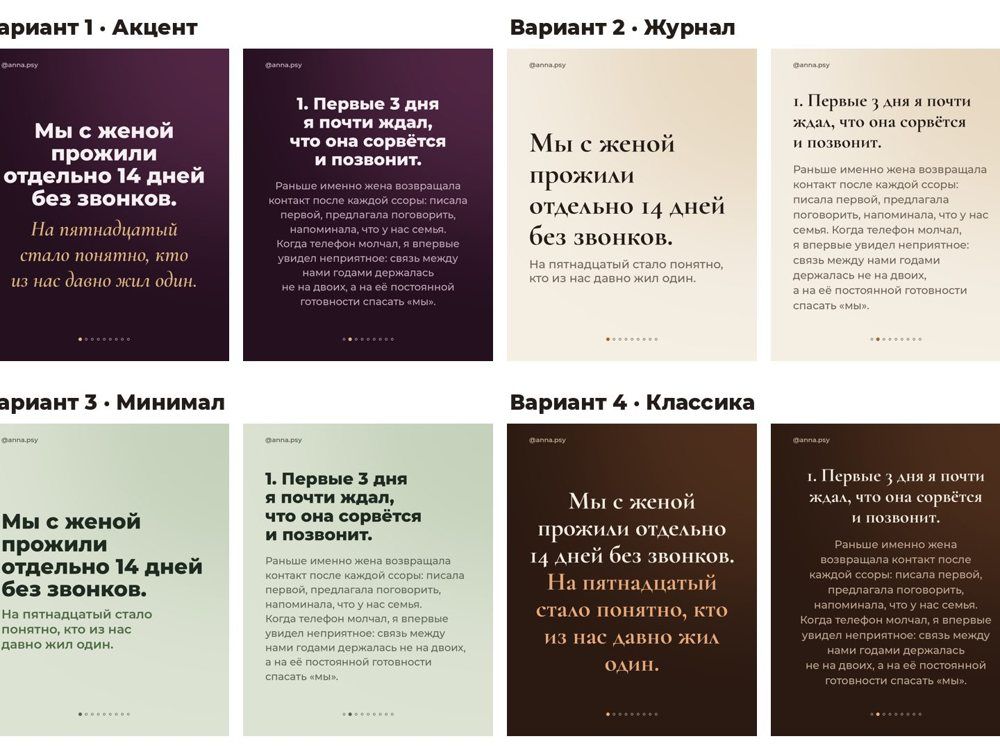 ариант 1 · Акцент
@anna.psy
Мы с женой
прожили
отдельно 14 дней
без звонков.
На пятнадцатый
стало понятно, кто
из нас давно жил один.
@anna.psy
1. Первые 3 дня
я почти ждал,
что она сорвётся
и позвонит.
Раньше именно жена возвращала
контакт после каждой ссоры: писала
первой, предлагала поговорить,
напоминала, что у нас семья.
Когда телефон молчал, я впервые
увидел неприятное: связь между
нами годами держалась
не на двоих, а на её постоянной
готовности спасать «мы».
Вариант 2 · Журнал
@anna.psy
Мы с женой
прожили
отдельно 14 дней
без звонков.
На пятнадцатый стало понятно,
кто из нас давно жил один.
@anna.psy
1. Первые 3 дня я почти
ждал, что она сорвётся
и позвонит.
Раньше именно жена возвращала
контакт после каждой ссоры:
писала первой, предлагала
поговорить, напоминала, что у нас
семья. Когда телефон молчал,
я впервые увидел неприятное:
связь между нами годами
держалась не на двоих,
а на её постоянной готовности
спасать «мы».
ариант 3 · Минимал
@anna.psy
Мы с женой
прожили
отдельно 14 дней
без звонков.
На пятнадцатый стало
понятно, кто из нас
давно жил один.
@anna.psy
1. Первые 3 дня
я почти ждал,
что она сорвётся
и позвонит.
Раньше именно жена возвращала
контакт после каждой ссоры: писала
первой, предлагала поговорить,
напоминала, что у нас семья.
Когда телефон молчал, я впервые
увидел неприятное: связь между
нами годами держалась не на двоих,
а на её постоянной готовности
спасать «мы».
Вариант 4 · Классика
@anna.psy
Мы с женой
прожили отдельно
14 дней без звонков.
На пятнадцатый
стало понятно, кто
из нас давно жил
один.
@anna.psy
1. Первые 3 дня я почти
ждал, что она сорвётся
и позвонит.
Раньше именно жена
возвращала контакт после
каждой ссоры: писала первой,
предлагала поговорить,
напоминала, что у нас семья.
Когда телефон молчал, я впервые
увидел неприятное: связь между
нами годами держалась
не на двоих, а на её постоянной
готовности спасать «мы».